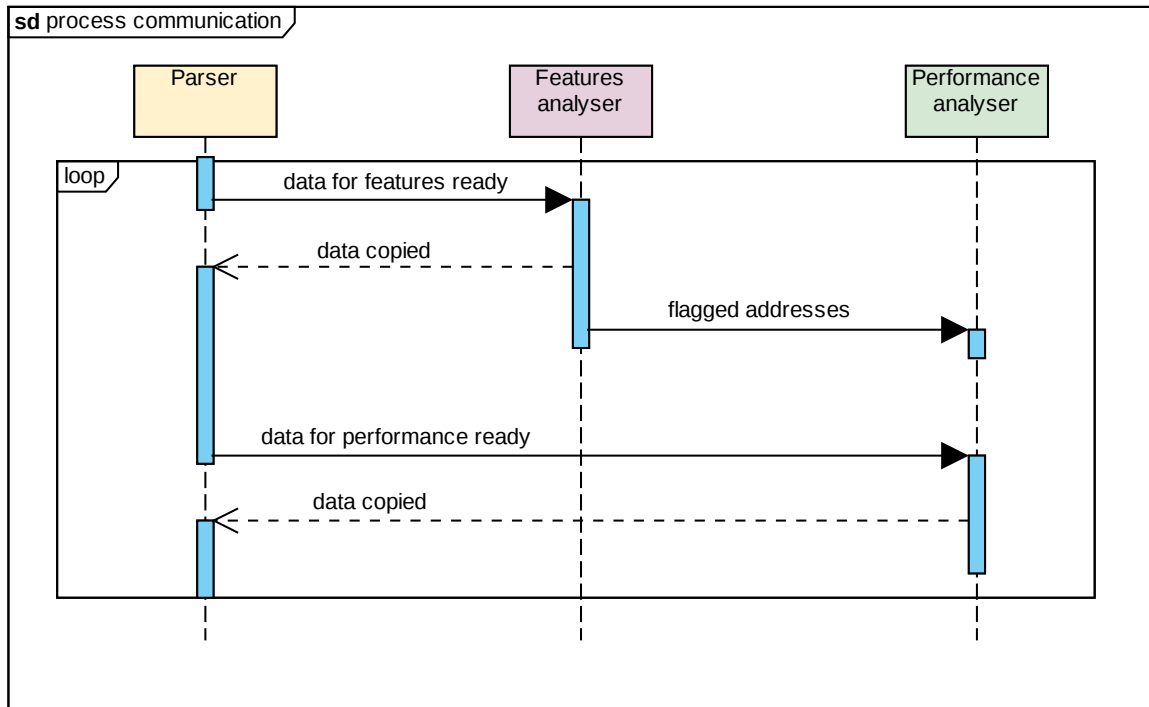 sd process communication
Parser
Features
analyser
Performance
analyser
loop
data for features ready
data copied
flagged addresses
data for performance ready
data copied